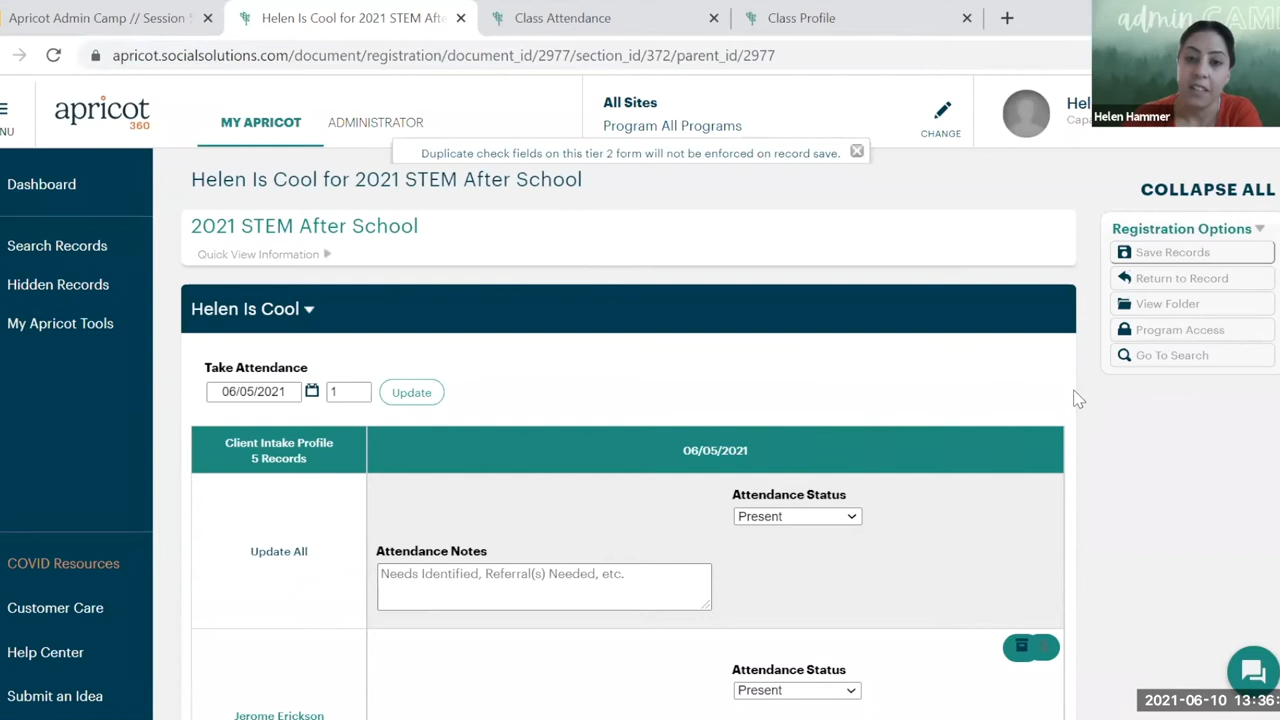 Apricot Admin Camp // Session
Helen Is Cool for 2021 STEM Afte
Class Attendance
Class Profile
admin CAM
apricot.socialsolutions.com/document/registration/document_id/2977/section_id/372/parent_id/2977
Helen Hammer
NU
apricot
360
MY APRICOT
ADMINISTRATOR
All Sites
Program All Programs
CHANGE
Hel
Capa
Duplicate check fields on this tier 2 form will not be enforced on record save.
Dashboard
Search Records
Hidden Records
My Apricot Tools
COVID Resources
Customer Care
Help Center
Submit an Idea
Helen Is Cool for 2021 STEM After School
2021 STEM After School
Quick View Information
Helen Is Cool
Take Attendance
06/05/2021
1
Update
Client Intake Profile
5 Records
06/05/2021
Update All
Attendance Status
Present
Attendance Notes
Needs Identified, Referral(s) Needed, etc.
Jerome Erickson
Attendance Status
Present
COLLAPSE ALL
Registration Options
Save Records
Return to Record
View Folder
Program Access
Go To Search
2021-06-10 13:36: